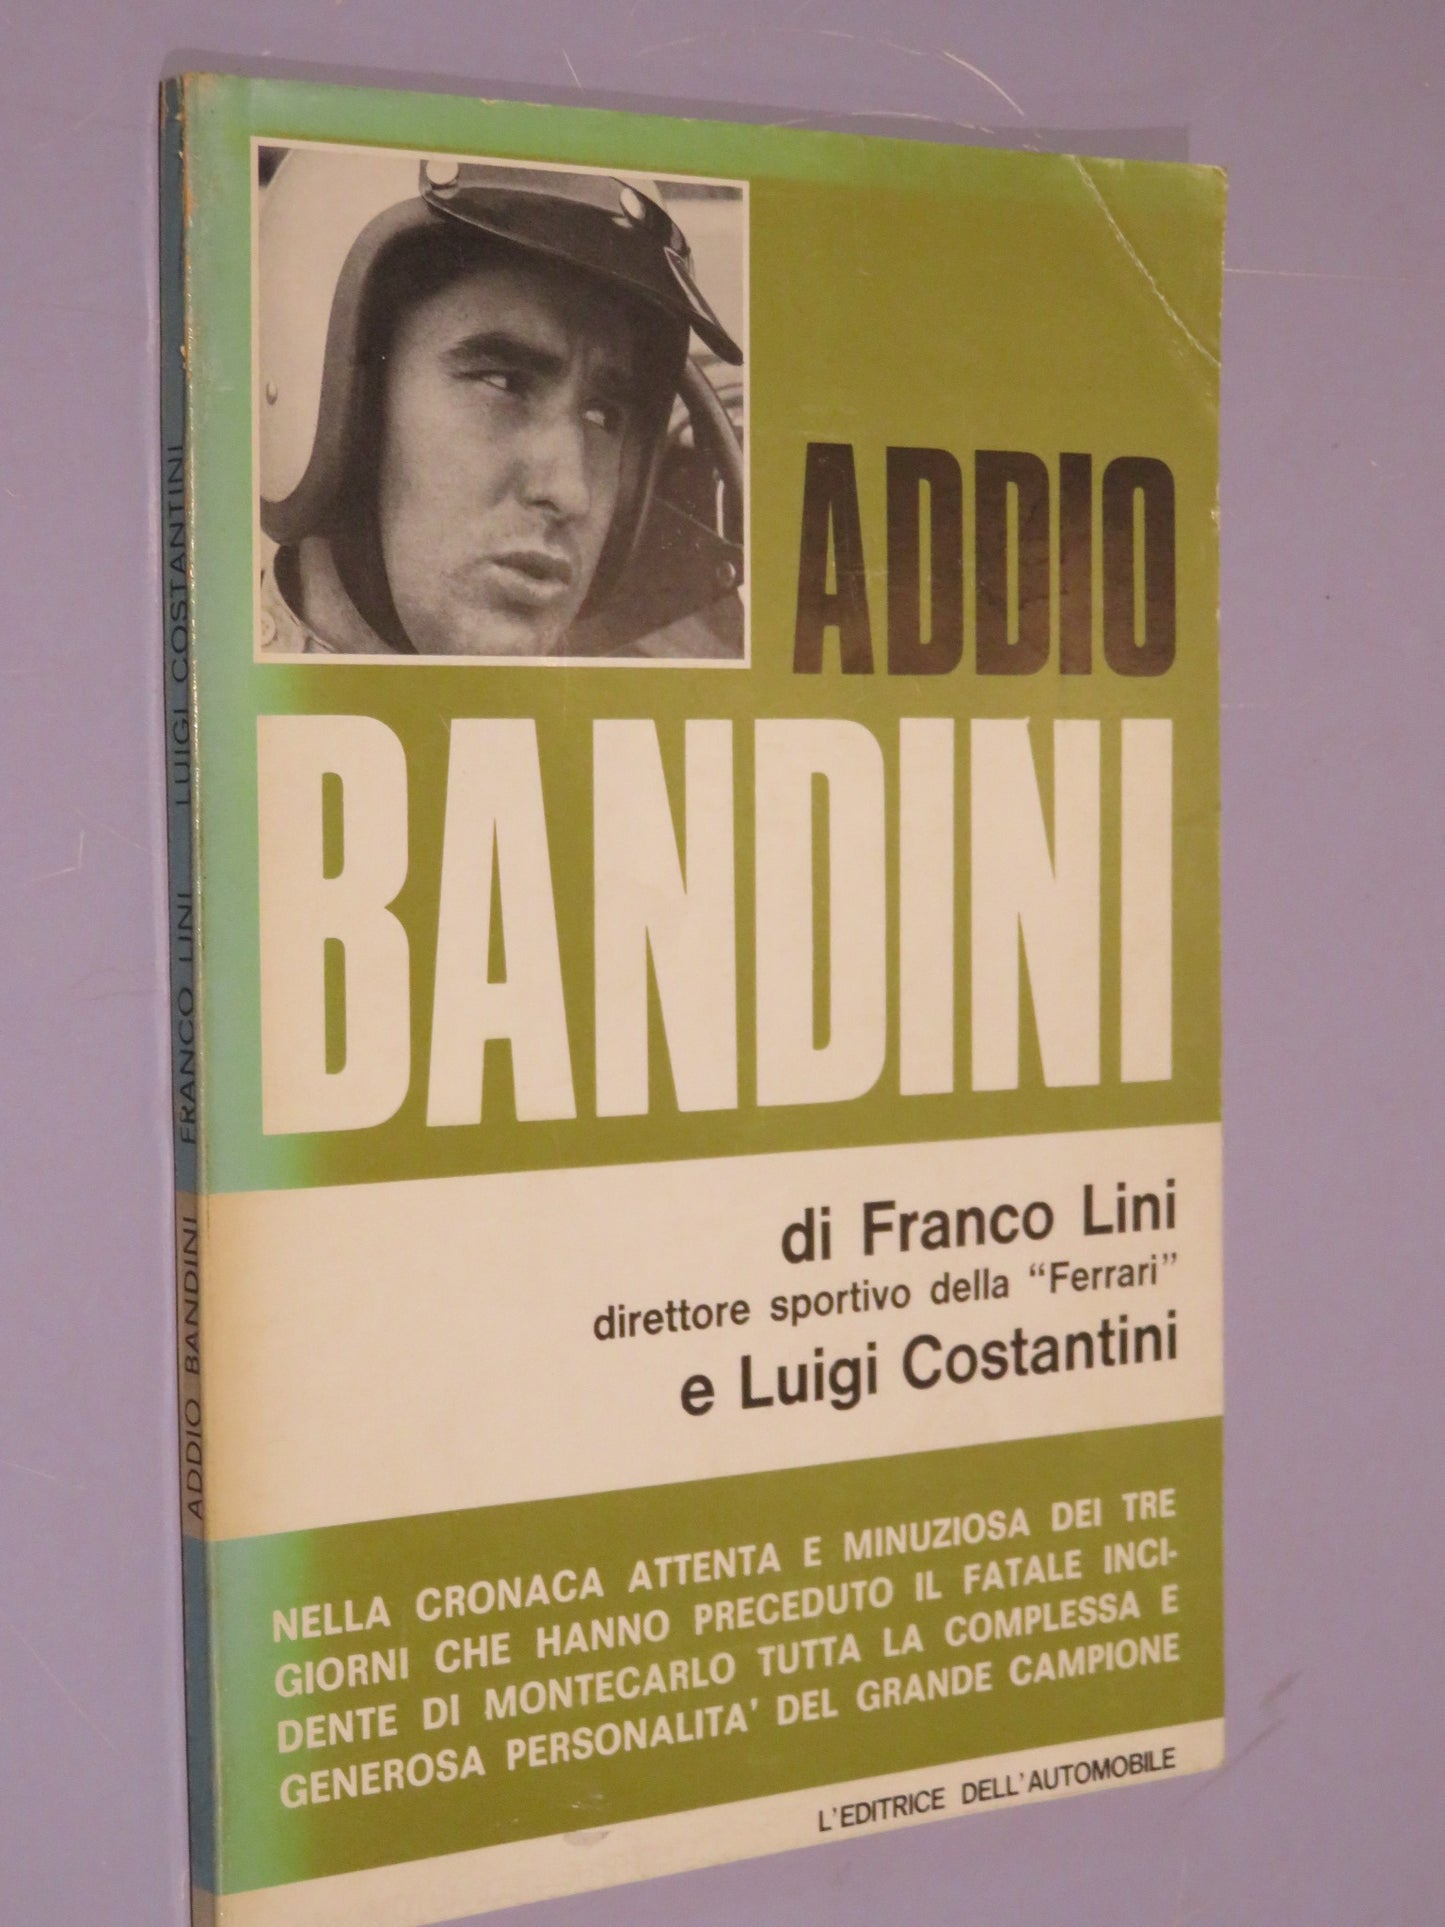 ADDIO
BANDINI
di Franco Lini
direttore sportivo della “Ferrari”
e Luigi Costantini
NELLA CRONACA ATTENTA E MINUZIOSA DEI TRE
GIORNI CHE HANNO PRECEDUTO IL FATALE INCI-
DENTE DI MONTECARLO TUTTA LA COMPLESSA E
GENEROSA PERSONALITA' DEL GRANDE CAMPIONE
L'EDITRICE DELL'AUTOMOBILE
ADDIO BANDINI FRANCO LINI LUIGI COSTANTINI